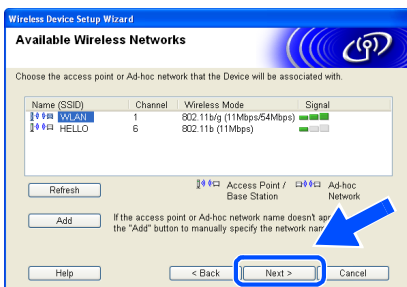 Wireless Device Setup Wizard
Available Wireless Networks
Choose the access point or Ad-hoc network that the Device will be associated with.
Name (SSID) Channel Wireless Mode Signal
WLAN 1 802.11b/g (11Mbps/54Mbps)
HELLO 6 802.11b (11Mbps)
Refresh Access Point / Base Station Ad-hoc Network
Add If the access point or Ad-hoc network name doesn't
the "Add" button to manually specify the network
Help < Back Next > Cancel